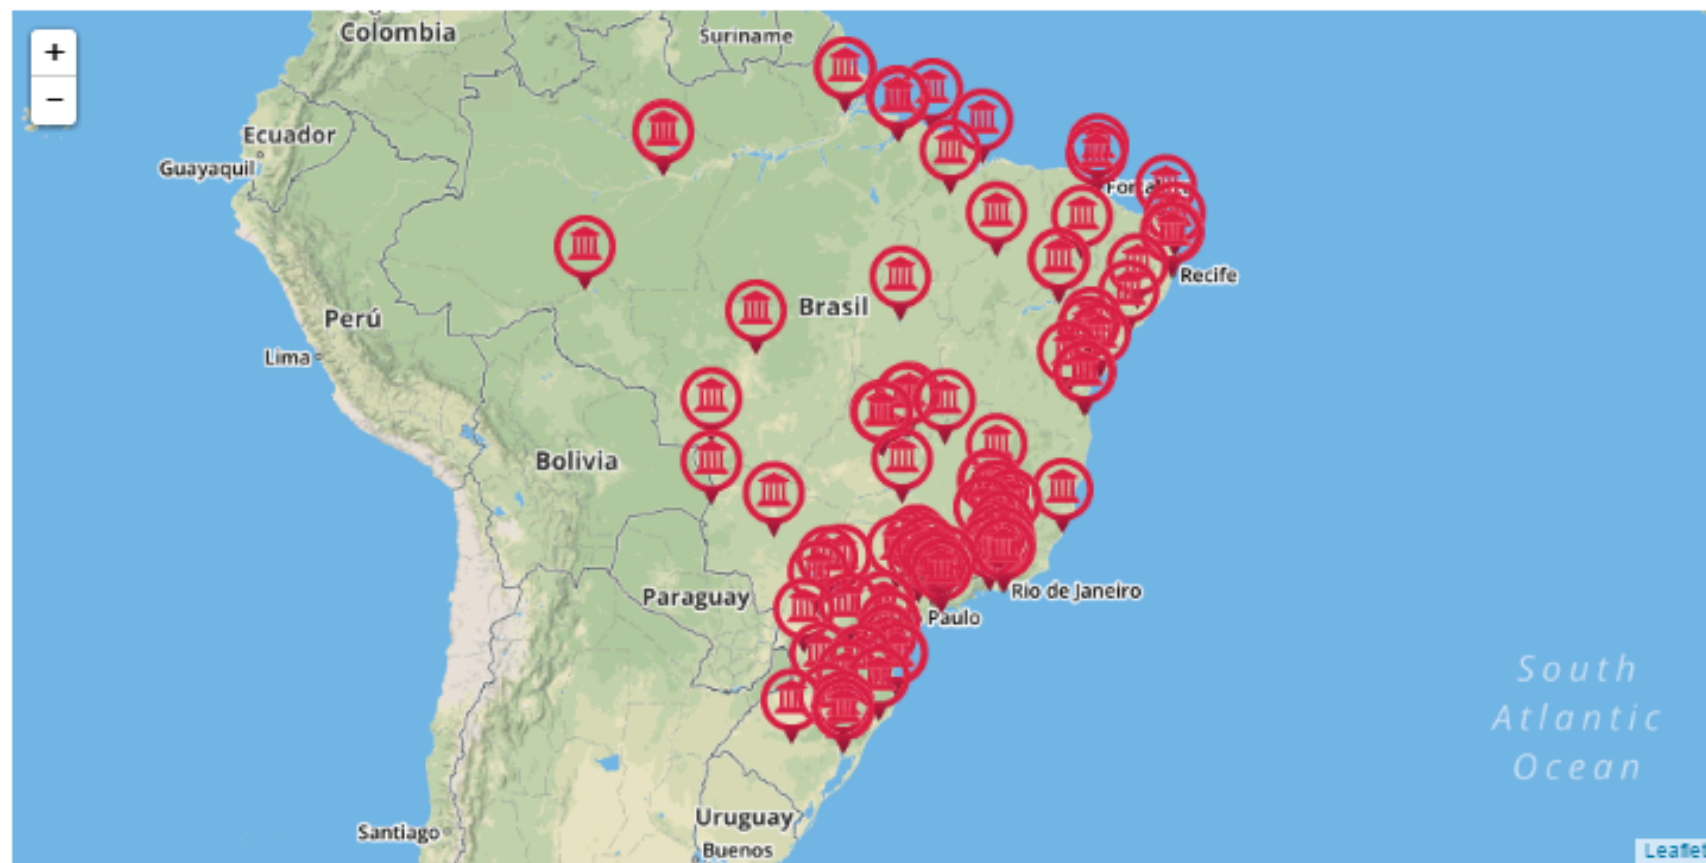 +
−
Colombia
Suriname
Ecuador
Guayaquil
Recife
Brasil
Perú
Lima
Bolivia
Paraguay
Rio de Janeiro
Paulo
South
Atlantic
Ocean
Uruguay
Santiago
Buenos